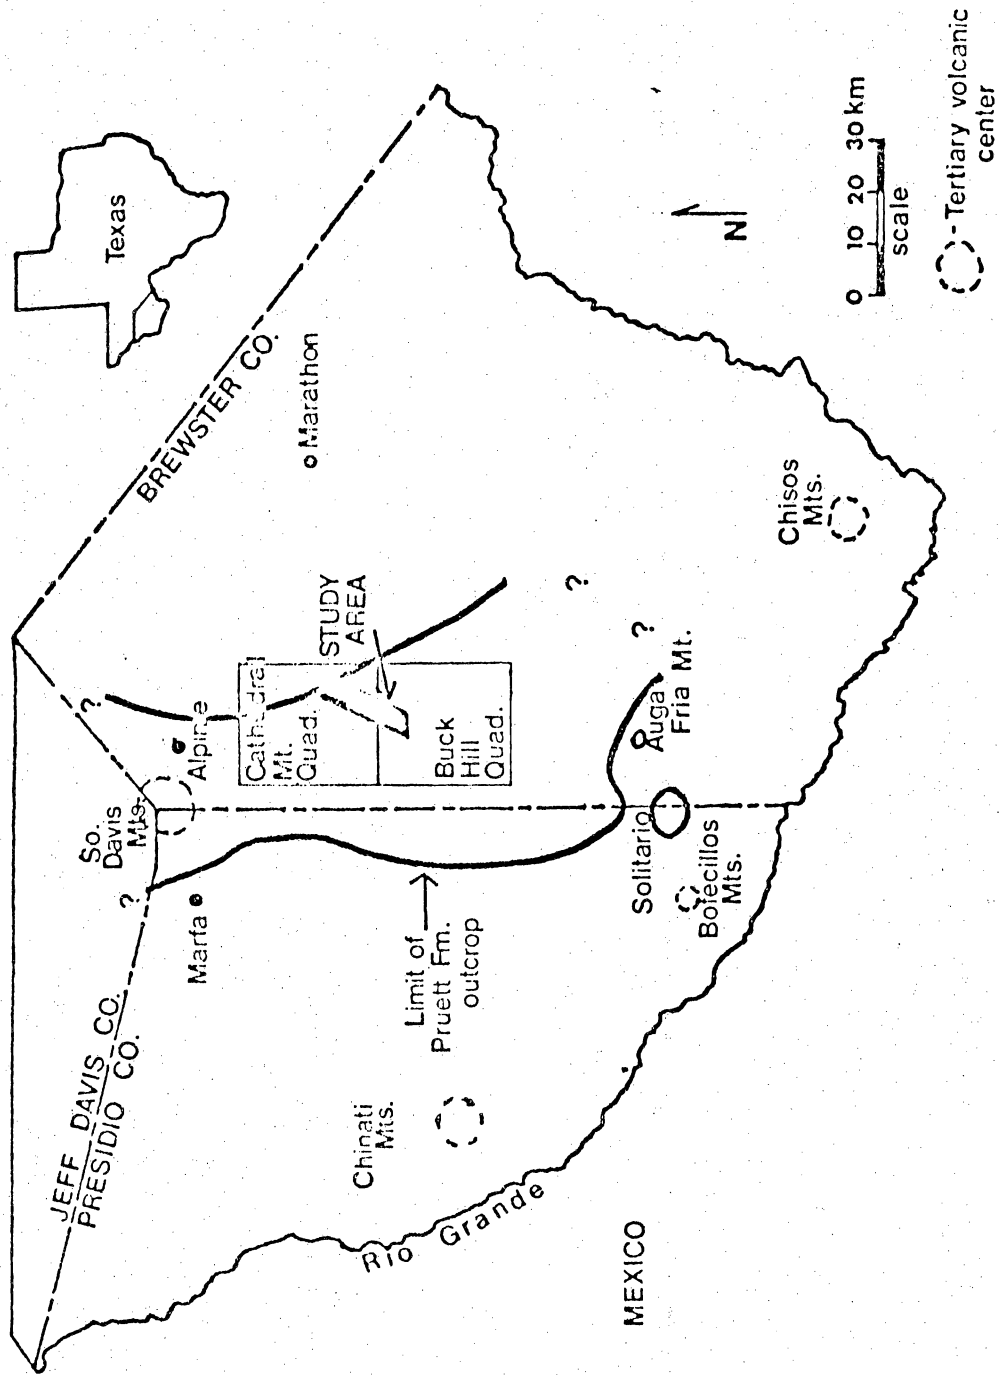 Texas
JEFF DAVIS CO.
PRESIDIO CO.
BREWSTER CO.
?
?
So.
Davis
Mts.
Alpine
Marfa
Marathon
Cathedral
Mt.
Quad.
STUDY
AREA
Buck
Hill
Quad.
Limit of
Pruett Fm.
outcrop
Chinati
Mts.
Rio Grande
?
?
Auga
Fria Mt.
Solitario
Bofecillos
Mts.
Chisos
Mts.
MEXICO
N
0 10 20 30 km
scale
-Tertiary volcanic
center